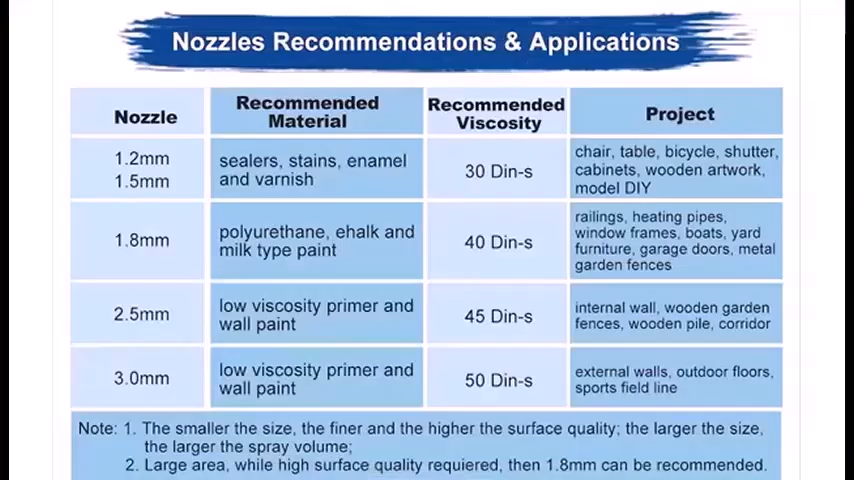 Nozzles Recommendations & Applications
Nozzle
Recommended
Material
Recommended
Viscosity
Project
1.2mm
1.5mm
sealers, stains, enamel
and varnish
30 Din-s
chair, table, bicycle, shutter,
cabinets, wooden artwork,
model DIY
1.8mm
polyurethane, ehalk and
milk type paint
40 Din-s
railings, heating pipes,
window frames, boats, yard
furniture, garage doors, metal
garden fences
2.5mm
low viscosity primer and
wall paint
45 Din-s
internal wall, wooden garden
fences, wooden pile, corridor
3.0mm
low viscosity primer and
wall paint
50 Din-s
external walls, outdoor floors,
sports field line
Note: 1. The smaller the size, the finer and the higher the surface quality; the larger the size,
the larger the spray volume;
2. Large area, while high surface quality requiered, then 1.8mm can be recommended.